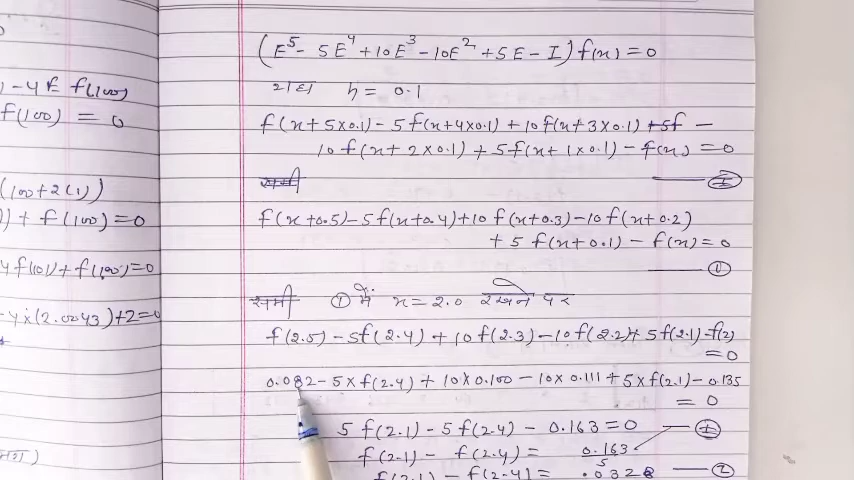 -4E f(100)
f(100) = 0
(100+2(1))
)) + f(100)=0
4f(101)+f(100)=0
-4×(2.0043)+2=0
(E⁵- 5E⁴+10E³-10E²+5E-I) f(x)=0
h= 0.1
f(x+5×0.1)-5f(x+4×0.1)+10f(x+3×0.1)+5f-
10f(x+2×0.1)+5f(x+1×0.1)-f(x)=0
f(x+0.5)-5f(x+0.4)+10f(x+0.3)-10f(x+0.2)
+5f(x+0.1)-f(x)=0
①
समी ① में x=2.0 रखने पर
f(2.5)-5f(2.4)+10f(2.3)-10f(2.2)+5f(2.1)-f(2)
=0
0.082-5×f(2.4)+10×0.100-10×0.111+5×f(2.1)-0.135
=0
5f(2.1)-5f(2.4)-0.163=0
f(2.1)-f(2.4)= 0.163
5
f(2.1)-f(2.4)= .0328 ②